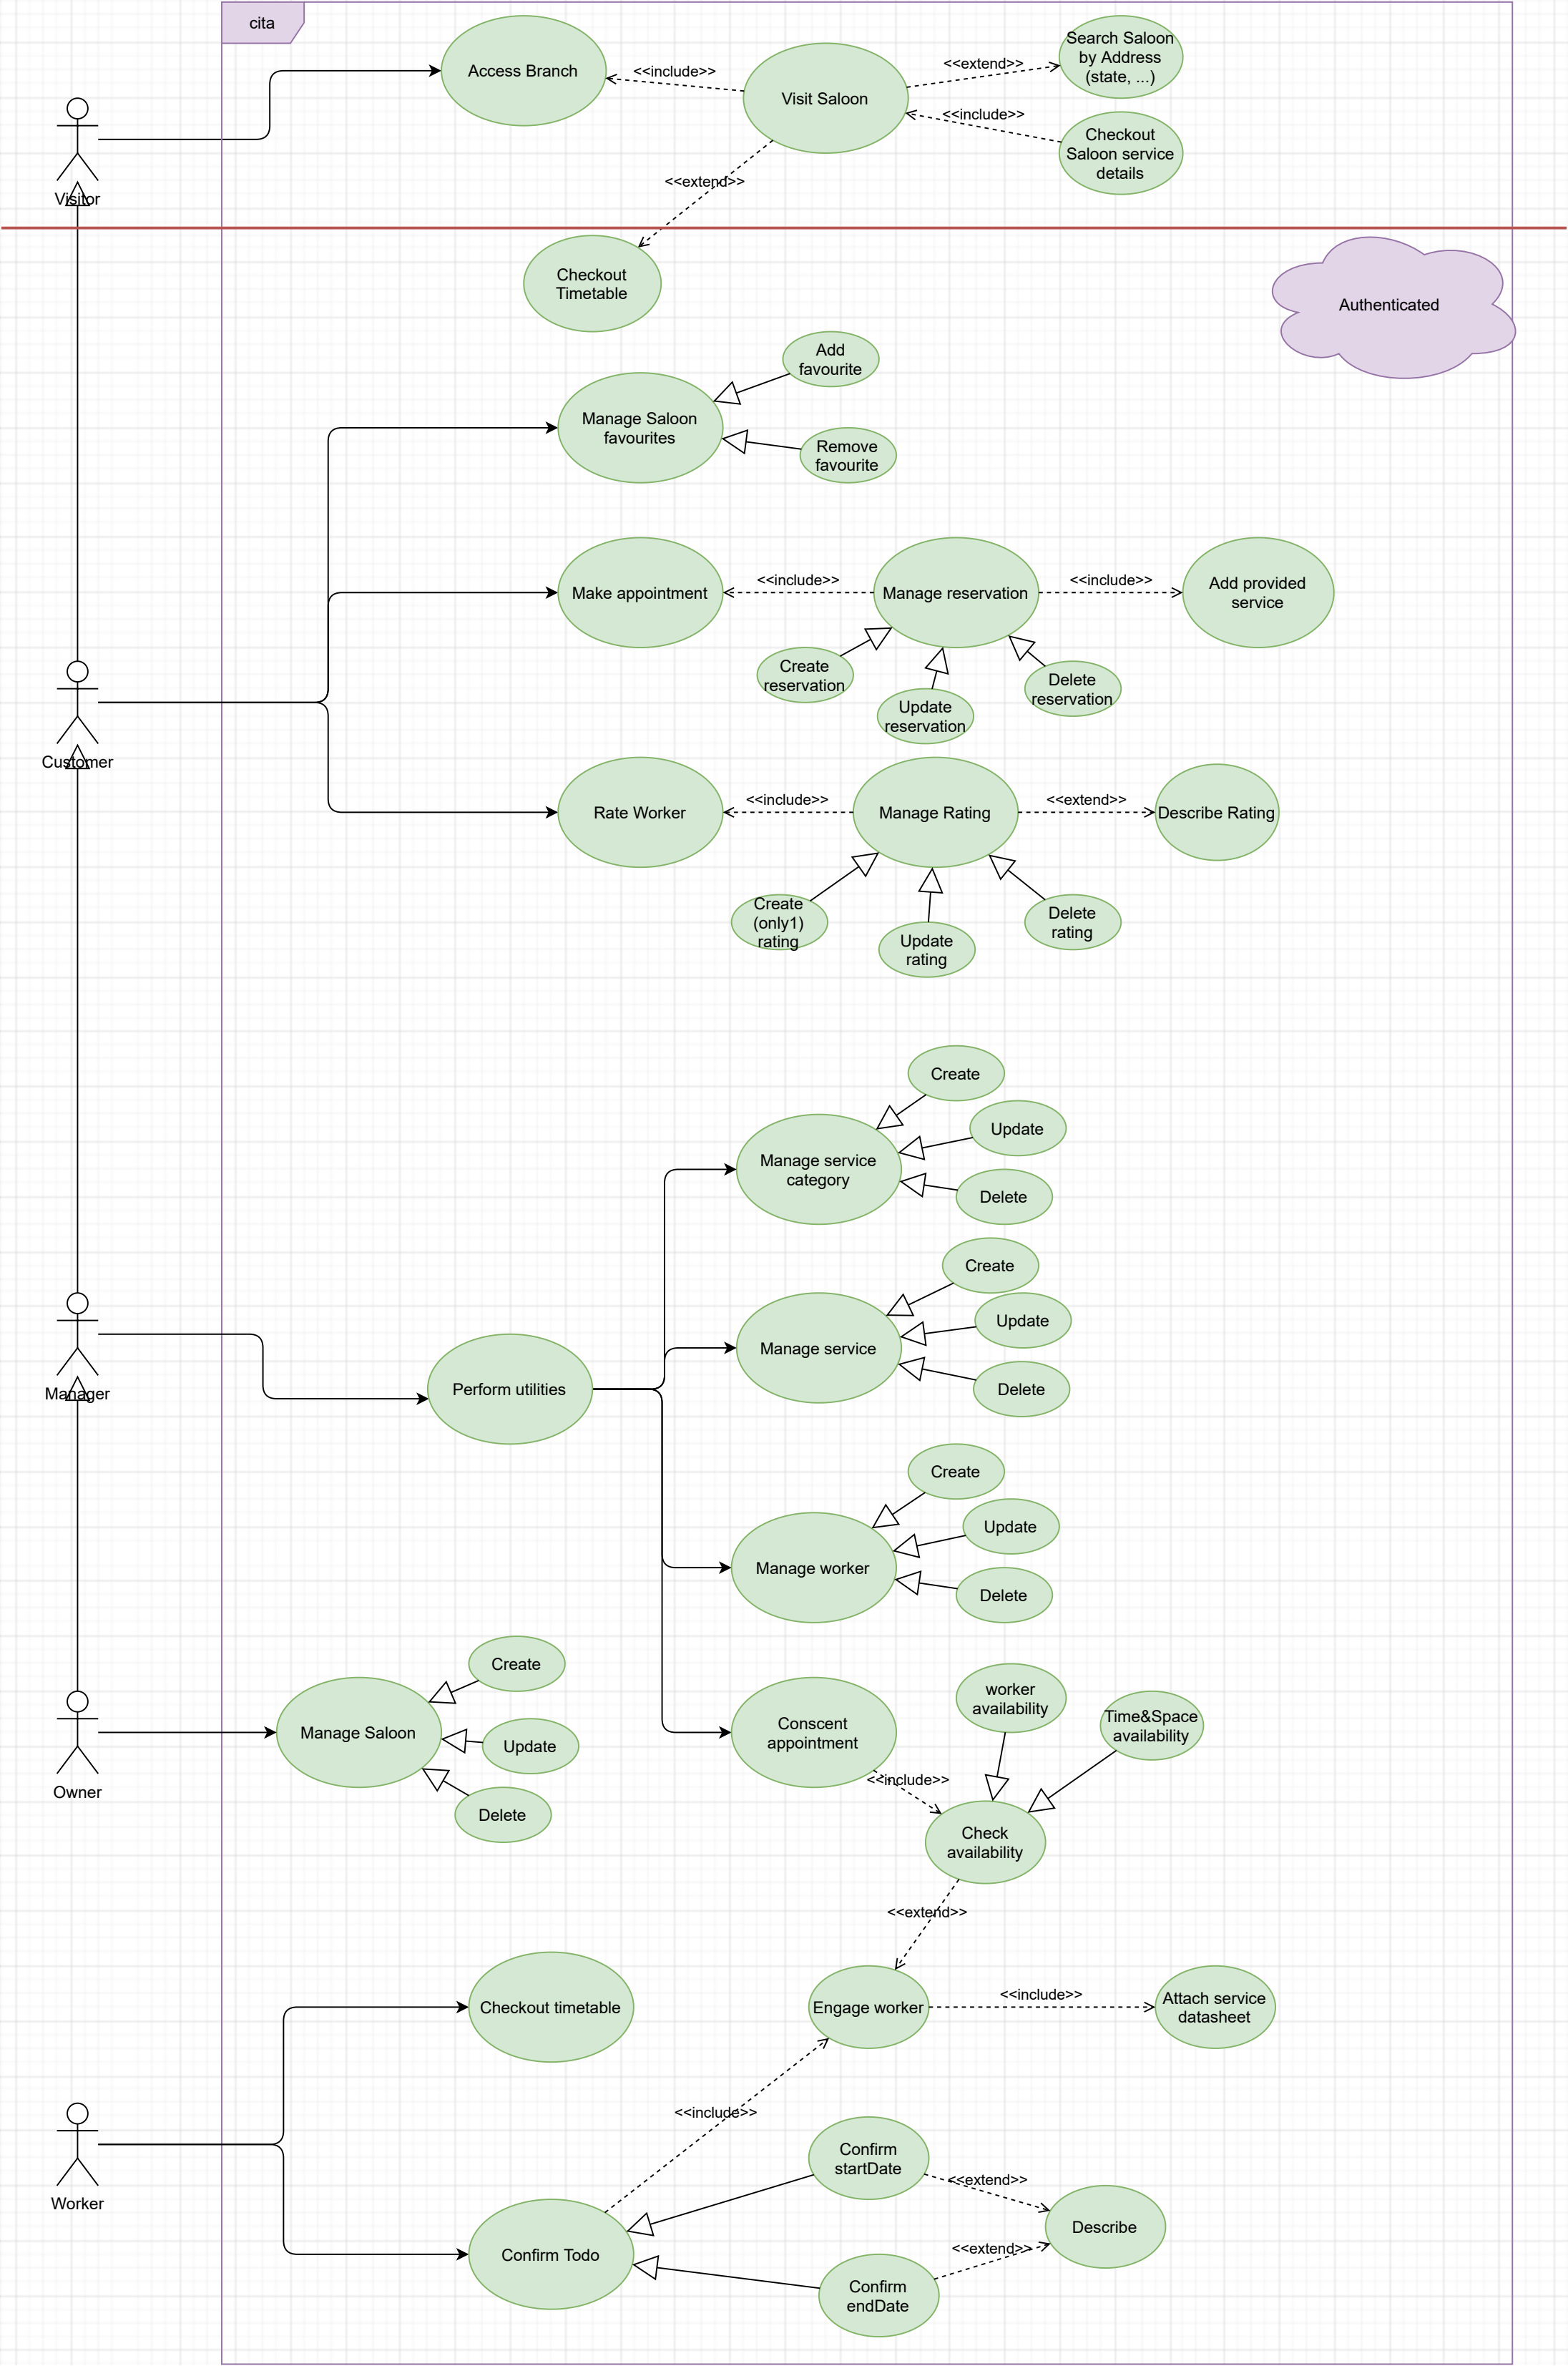 cita
Access Branch
<<include>>
Visit Saloon
<<extend>>
Search Saloon
by Address
(state, ...)
<<include>>
Checkout
Saloon service
details
<<extend>>
Visitor
Checkout
Timetable
Authenticated
Add
favourite
Manage Saloon
favourites
Remove
favourite
Make appointment
<<include>>
Manage reservation
<<include>>
Add provided
service
Create
reservation
Update
reservation
Delete
reservation
Customer
Rate Worker
<<include>>
Manage Rating
<<extend>>
Describe Rating
Create
(only1)
rating
Update
rating
Delete
rating
Create
Manage service
category
Update
Delete
Create
Manage service
Update
Delete
Manager
Perform utilities
Create
Manage worker
Update
Delete
Create
Manage Saloon
Update
Delete
Owner
Conscent
appointment
worker
availability
Time&Space
availability
<<include>>
Check
availability
<<extend>>
Checkout timetable
Engage worker
<<include>>
Attach service
datasheet
<<include>>
Worker
Confirm
startDate
<<extend>>
Describe
Confirm Todo
<<extend>>
Confirm
endDate